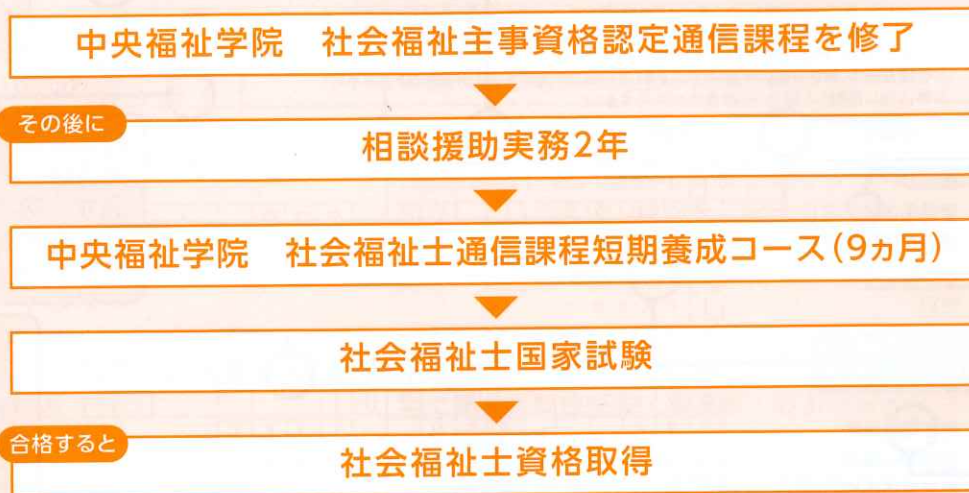 中央福祉学院　社会福祉主事資格認定通信課程を修了
その後に
相談援助実務2年
中央福祉学院　社会福祉士通信課程短期養成コース(9ヵ月)
社会福祉士国家試験
合格すると
社会福祉士資格取得